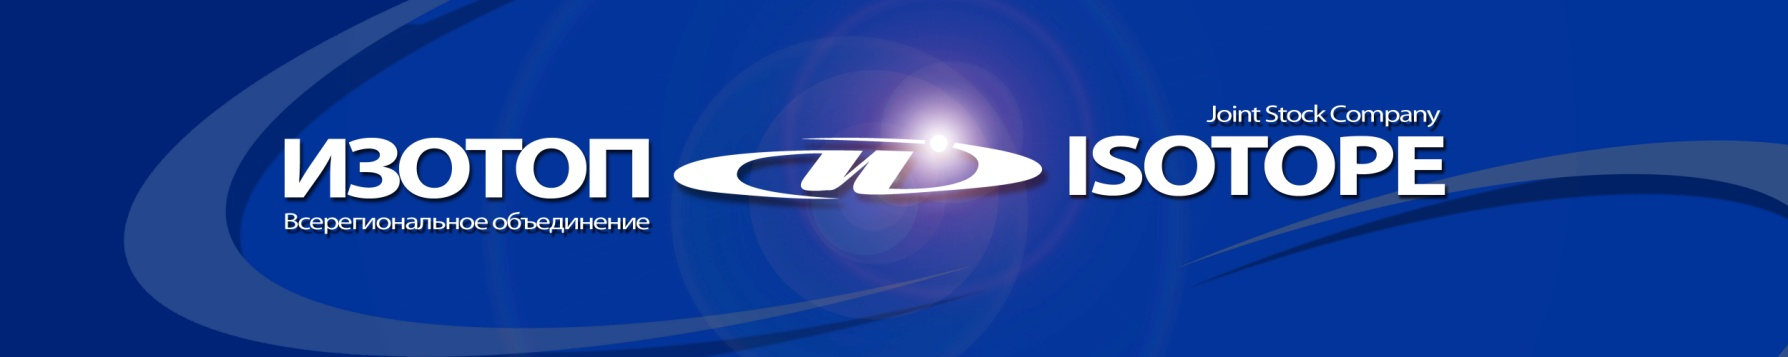 ИЗОТОП
Всерегиональное объединение
Joint Stock Company
ISOTOPE